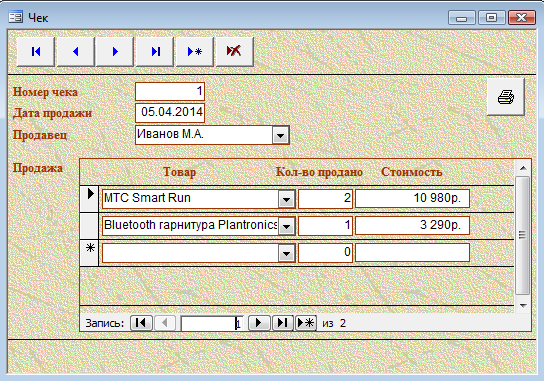 Чек
Номер чека 1
Дата продажи 05.04.2014
Продавец Иванов М.А.
Продажа
Товар Кол-во продано Стоимость
МТС Smart Run 2 10 980р.
Bluetooth гарнитура Plantronics 1 3 290р.
0
Запись: 1 из 2